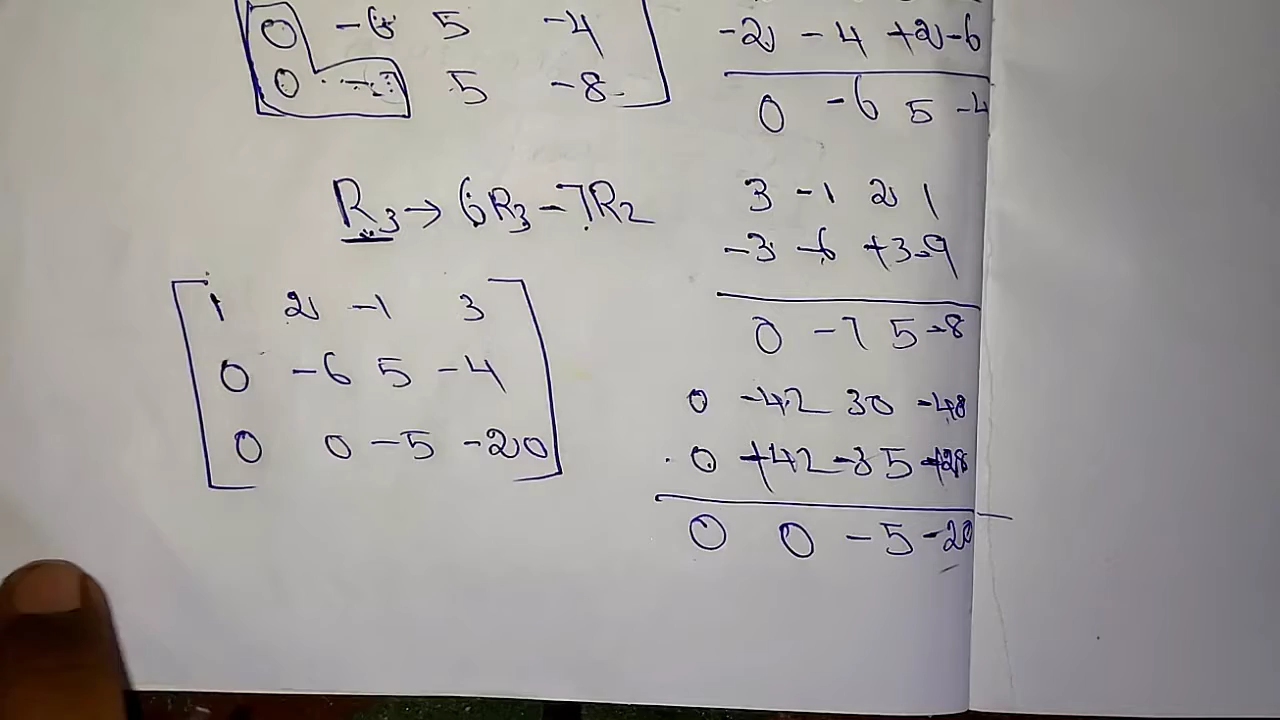 0 -6 5 -4
0 -7 5 -8
R3 → 6R3 - 7R2
1 2 -1 3
0 -6 5 -4
0 0 -5 -20
-2 -4 +2 -6
0 -6 5 -4
3 -1 2 1
-3 -6 +3 -9
0 -7 5 -8
0 -42 30 -48
0 +42 -35 +28
0 0 -5 -20